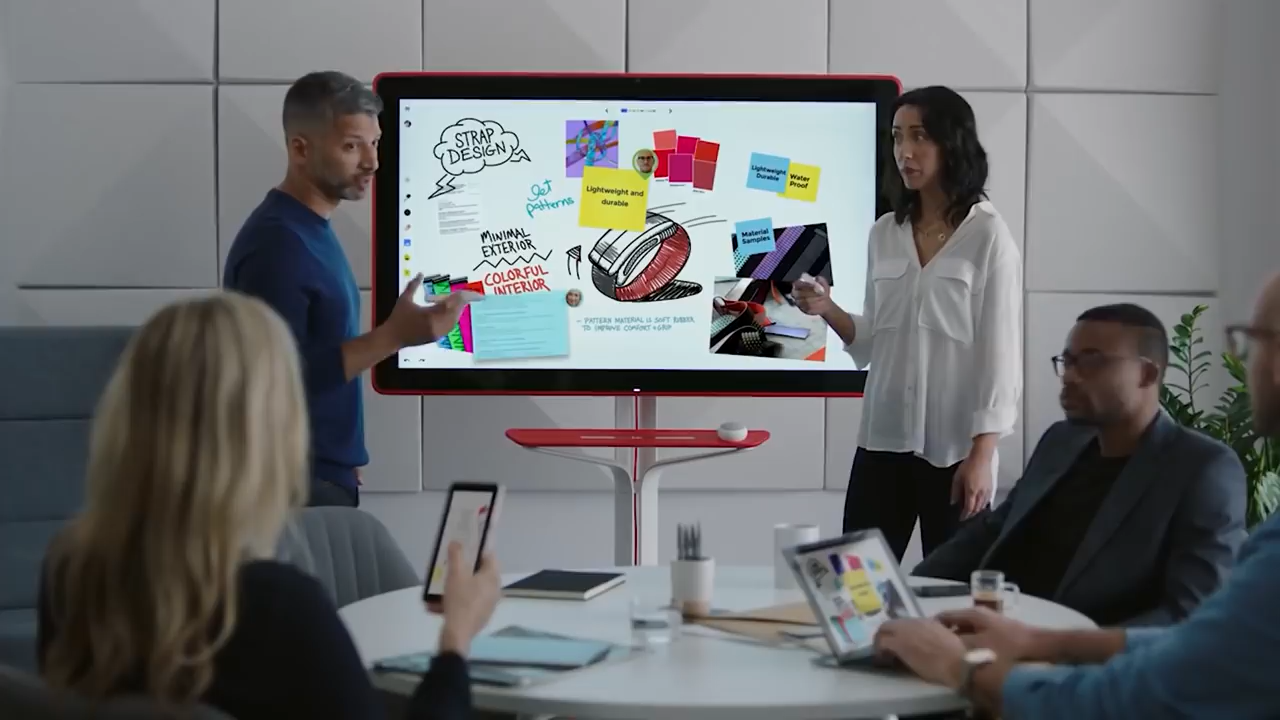 STRAP
DESIGN
Get
patterns
Lightweight and
durable
Lightweight
Durable
Water
Proof
MINIMAL
EXTERIOR
COLORFUL
INTERIOR
Material
Samples
- PATTERN MATERIAL IS SOFT RUBBER
TO IMPROVE COMFORT + GRIP